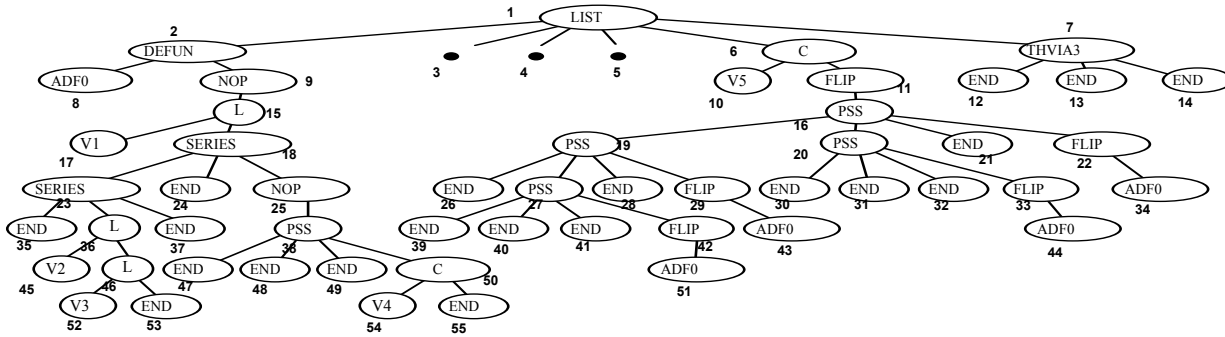 1 LIST
2 7
DEFUN 6 C THVIA3
3 4 5
ADF0 NOP 9 V5 FLIP END END END
8 10 11 12 13 14
L 15 PSS
16
V1 SERIES PSS 19 PSS END FLIP
17 18 20 21 22
SERIES END NOP END PSS END FLIP END END END FLIP ADF0
23 24 25 26 27 28 29 30 31 32 33 34
END L END PSS END END END FLIP ADF0 ADF0
35 36 37 38 39 40 41 42 43 44
V2 L END END END C ADF0
45 46 47 48 49 50 51
V3 END V4 END
52 53 54 55